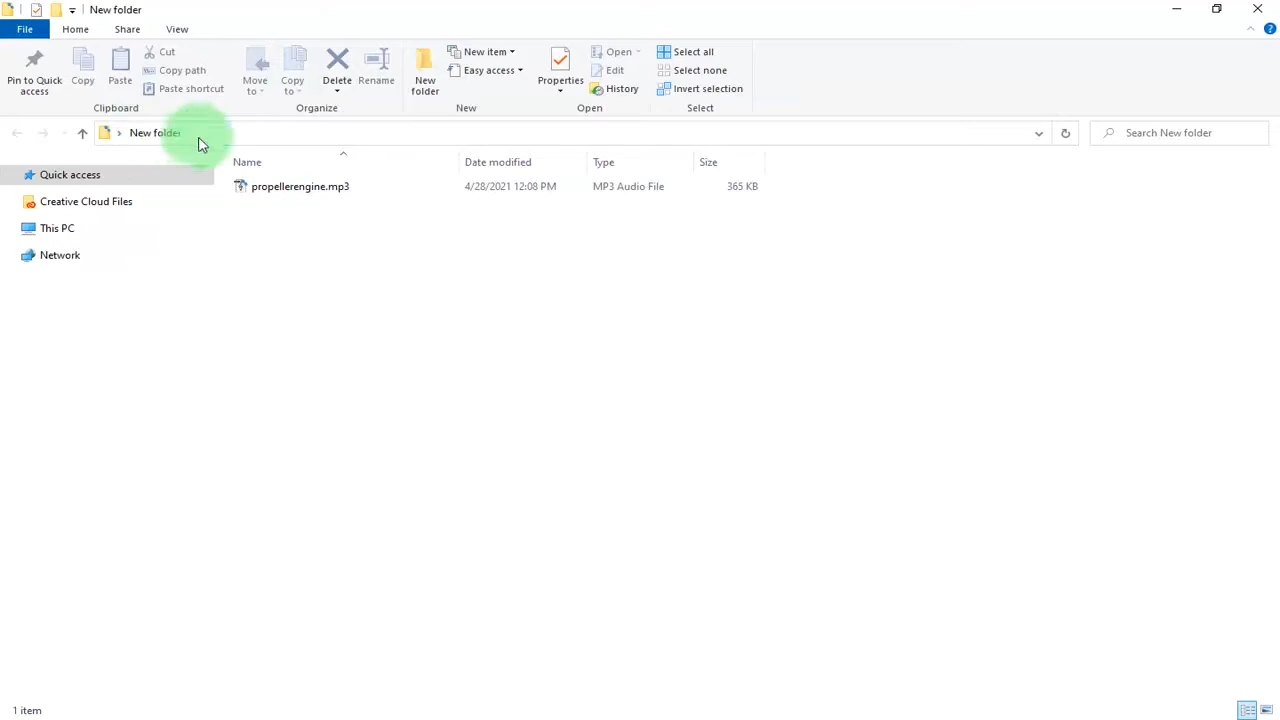 New folder
File Home Share View
Pin to Quick access
Copy
Paste
Cut
Copy path
Paste shortcut
Clipboard
Move to
Copy to
Delete
Rename
Organize
New folder
New item
Easy access
New
Properties
Open
Edit
History
Open
Select all
Select none
Invert selection
Select
New folder
Search New folder
Name Date modified Type Size
propellerengine.mp3 4/28/2021 12:08 PM MP3 Audio File 365 KB
Quick access
Creative Cloud Files
This PC
Network
1 item